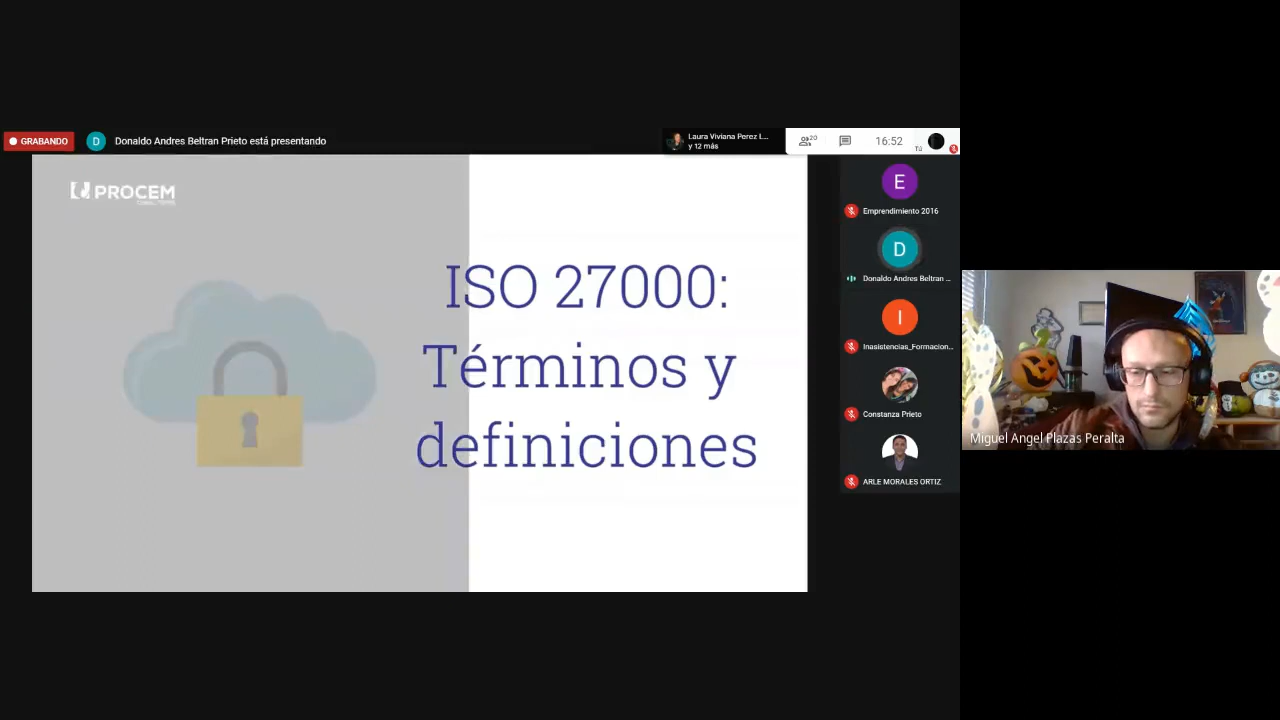 GRABANDO
D
Donaldo Andres Beltran Prieto está presentando
Laura Viviana Perez L...
y 12 más
20
16:52
Tú
PROCEM
ISO 27000:
Términos y
definiciones
E
Emprendimiento 2016
D
Donaldo Andres Beltran ...
I
Inasistencias_Formacion...
Constanza Prieto
ARLE MORALES ORTIZ
Miguel Angel Plazas Peralta